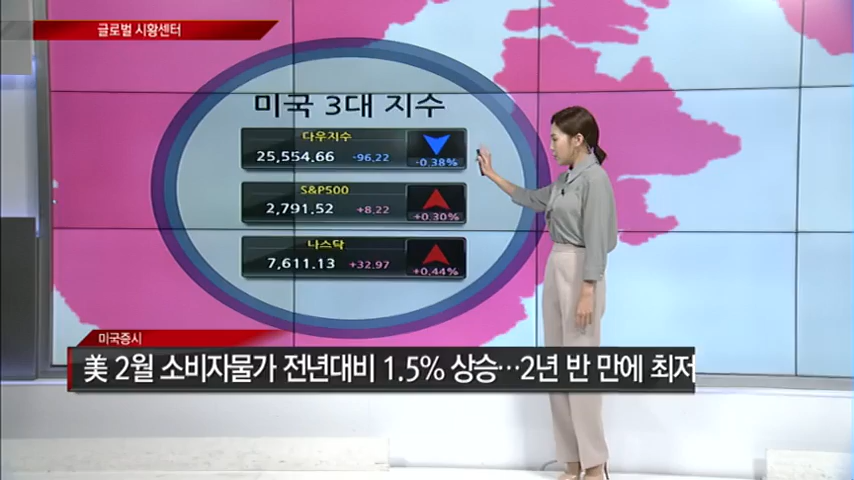 글로벌 시황센터
미국 3대 지수
다우지수
25,554.66 -96.22 -0.38%
S&P500
2,791.52 +8.22 +0.30%
나스닥
7,611.13 +32.97 +0.44%
미국증시
美 2월 소비자물가 전년대비 1.5% 상승…2년 반 만에 최저